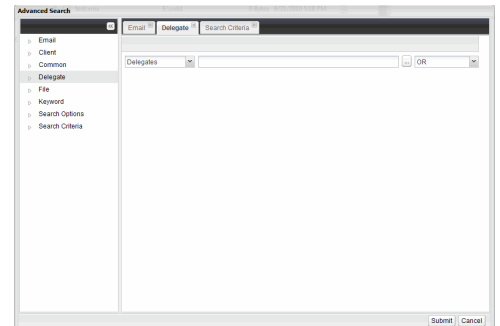 Advanced Search
Email Delegate Search Criteria
Email
Client
Common
Delegate
File
Keyword
Search Options
Search Criteria
Delegates ... OR
Submit Cancel